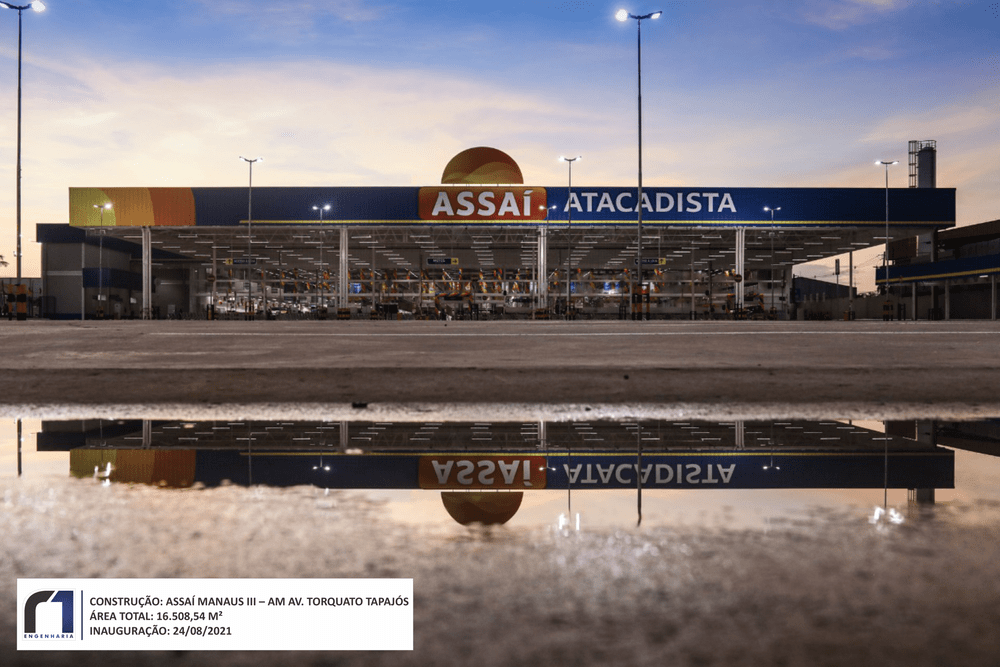 ASSAÍ ATACADISTA
ASSAÍ ATACADISTA
ENGENHARIA
CONSTRUÇÃO: ASSAÍ MANAUS III – AM AV. TORQUATO TAPAJÓS
ÁREA TOTAL: 16.508,54 M²
INAUGURAÇÃO: 24/08/2021